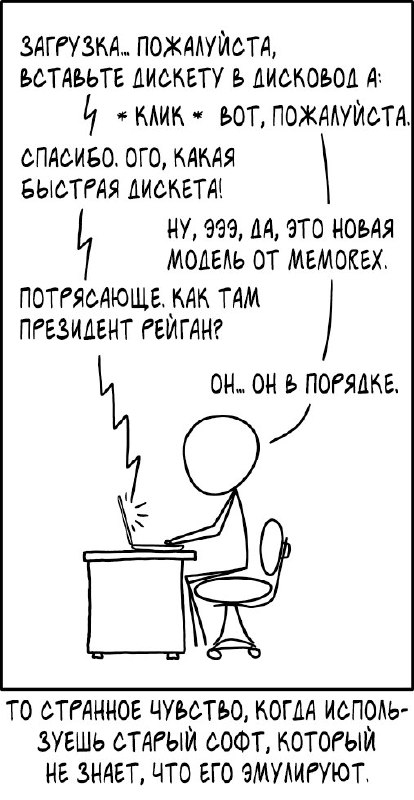 ЗАГРУЗКА... ПОЖАЛУЙСТА,
ВСТАВЬТЕ ДИСКЕТУ В ДИСКОВОД А:
* КЛИК * ВОТ, ПОЖАЛУЙСТА.
СПАСИБО. ОГО, КАКАЯ
БЫСТРАЯ ДИСКЕТА!
НУ, ЭЭЭ, ДА, ЭТО НОВАЯ
МОДЕЛЬ ОТ MEMOREX.
ПОТРЯСАЮЩЕ. КАК ТАМ
ПРЕЗИДЕНТ РЕЙГАН?
ОН... ОН В ПОРЯДКЕ.
ТО СТРАННОЕ ЧУВСТВО, КОГДА ИСПОЛЬ-
ЗУЕШЬ СТАРЫЙ СОФТ, КОТОРЫЙ
НЕ ЗНАЕТ, ЧТО ЕГО ЭМУЛИРУЮТ.